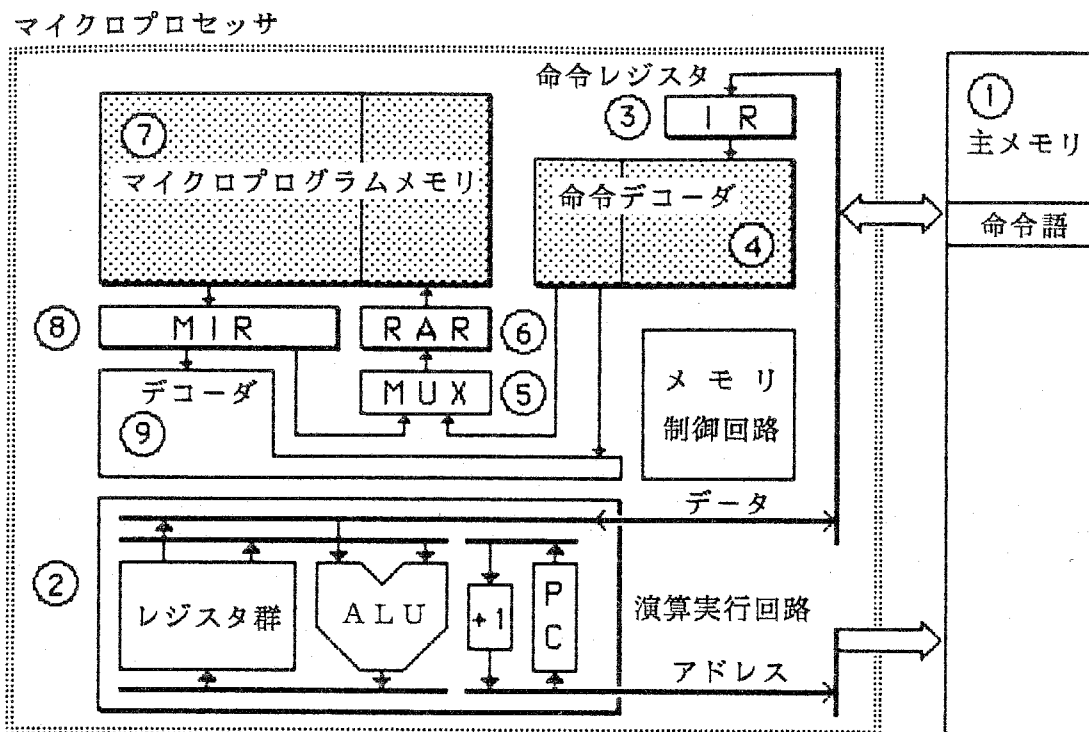 マイクロプロセッサ
命令レジスタ
③
IR
①
主メモリ
命令語
⑦
マイクロプログラムメモリ
命令デコーダ
④
⑧
MIR
RAR
⑥
デコーダ
⑨
MUX
⑤
メモリ
制御回路
データ
②
レジスタ群
ALU
+1
PC
演算実行回路
アドレス